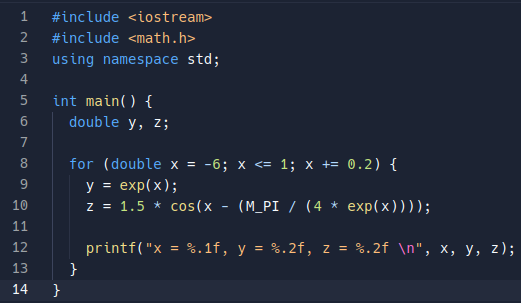 1 #include <iostream>
2 #include <math.h>
3 using namespace std;
4
5 int main() {
6   double y, z;
7
8   for (double x = -6; x <= 1; x += 0.2) {
9     y = exp(x);
10     z = 1.5 * cos(x - (M_PI / (4 * exp(x))));
11
12     printf("x = %.1f, y = %.2f, z = %.2f \n", x, y, z);
13   }
14 }